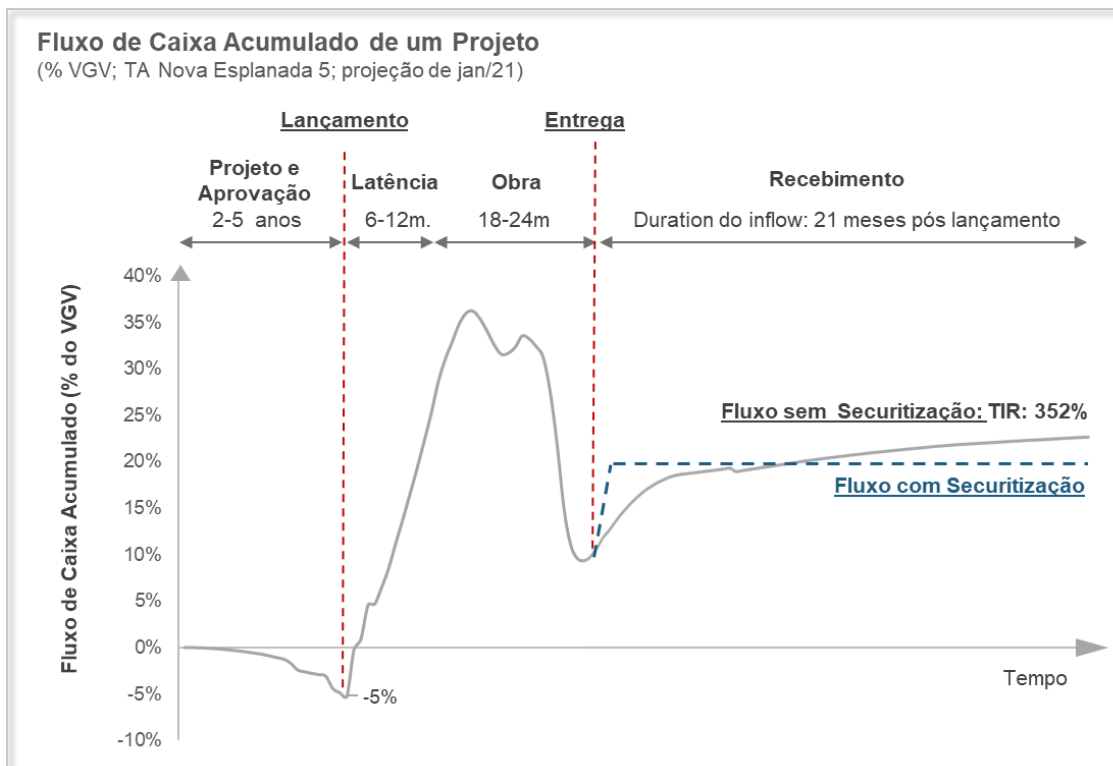 Fluxo de Caixa Acumulado de um Projeto
(% VGV; TA Nova Esplanada 5; projeção de jan/21)
Lançamento
Entrega
Projeto e
Aprovação
2-5 anos
Latência
6-12m.
Obra
18-24m
Recebimento
Duration do inflow: 21 meses pós lançamento
Fluxo de Caixa Acumulado (% do VGV)
40%
35%
30%
25%
20%
15%
10%
5%
0%
-5%
-10%
Fluxo sem Securitização: TIR: 352%
Fluxo com Securitização
Tempo
-5%